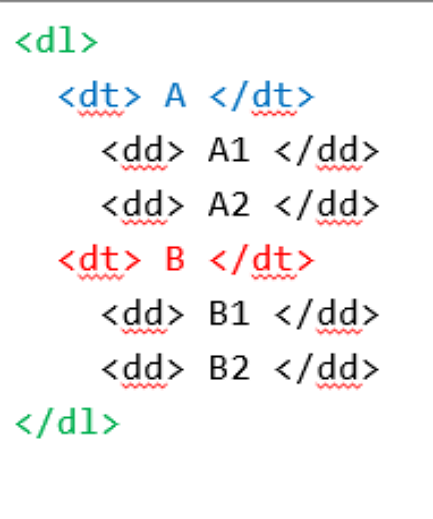 <dl>
<dt> A </dt>
<dd> A1 </dd>
<dd> A2 </dd>
<dt> B </dt>
<dd> B1 </dd>
<dd> B2 </dd>
</dl>